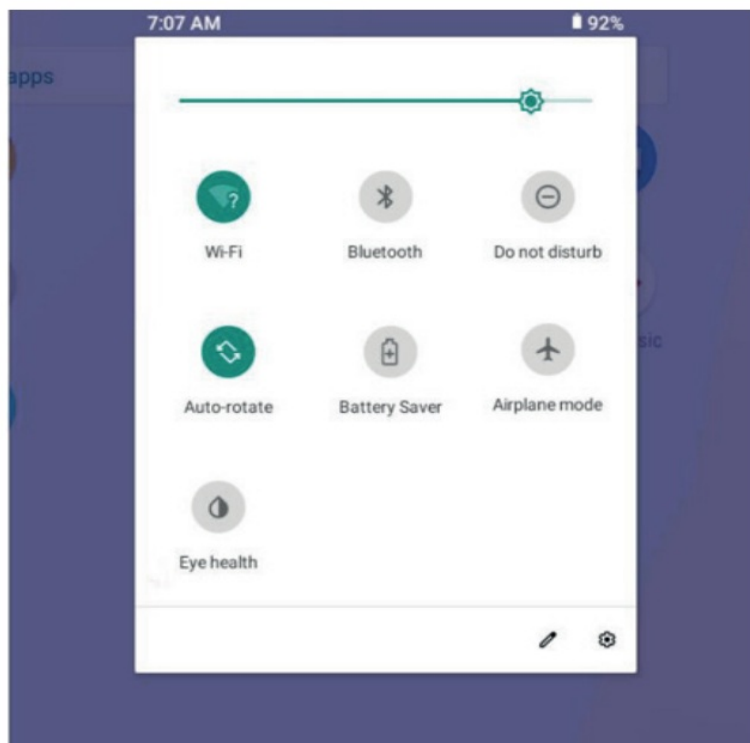 7:07 AM 92%
apps
Wi-Fi Bluetooth Do not disturb
sic
Auto-rotate Battery Saver Airplane mode
Eye health